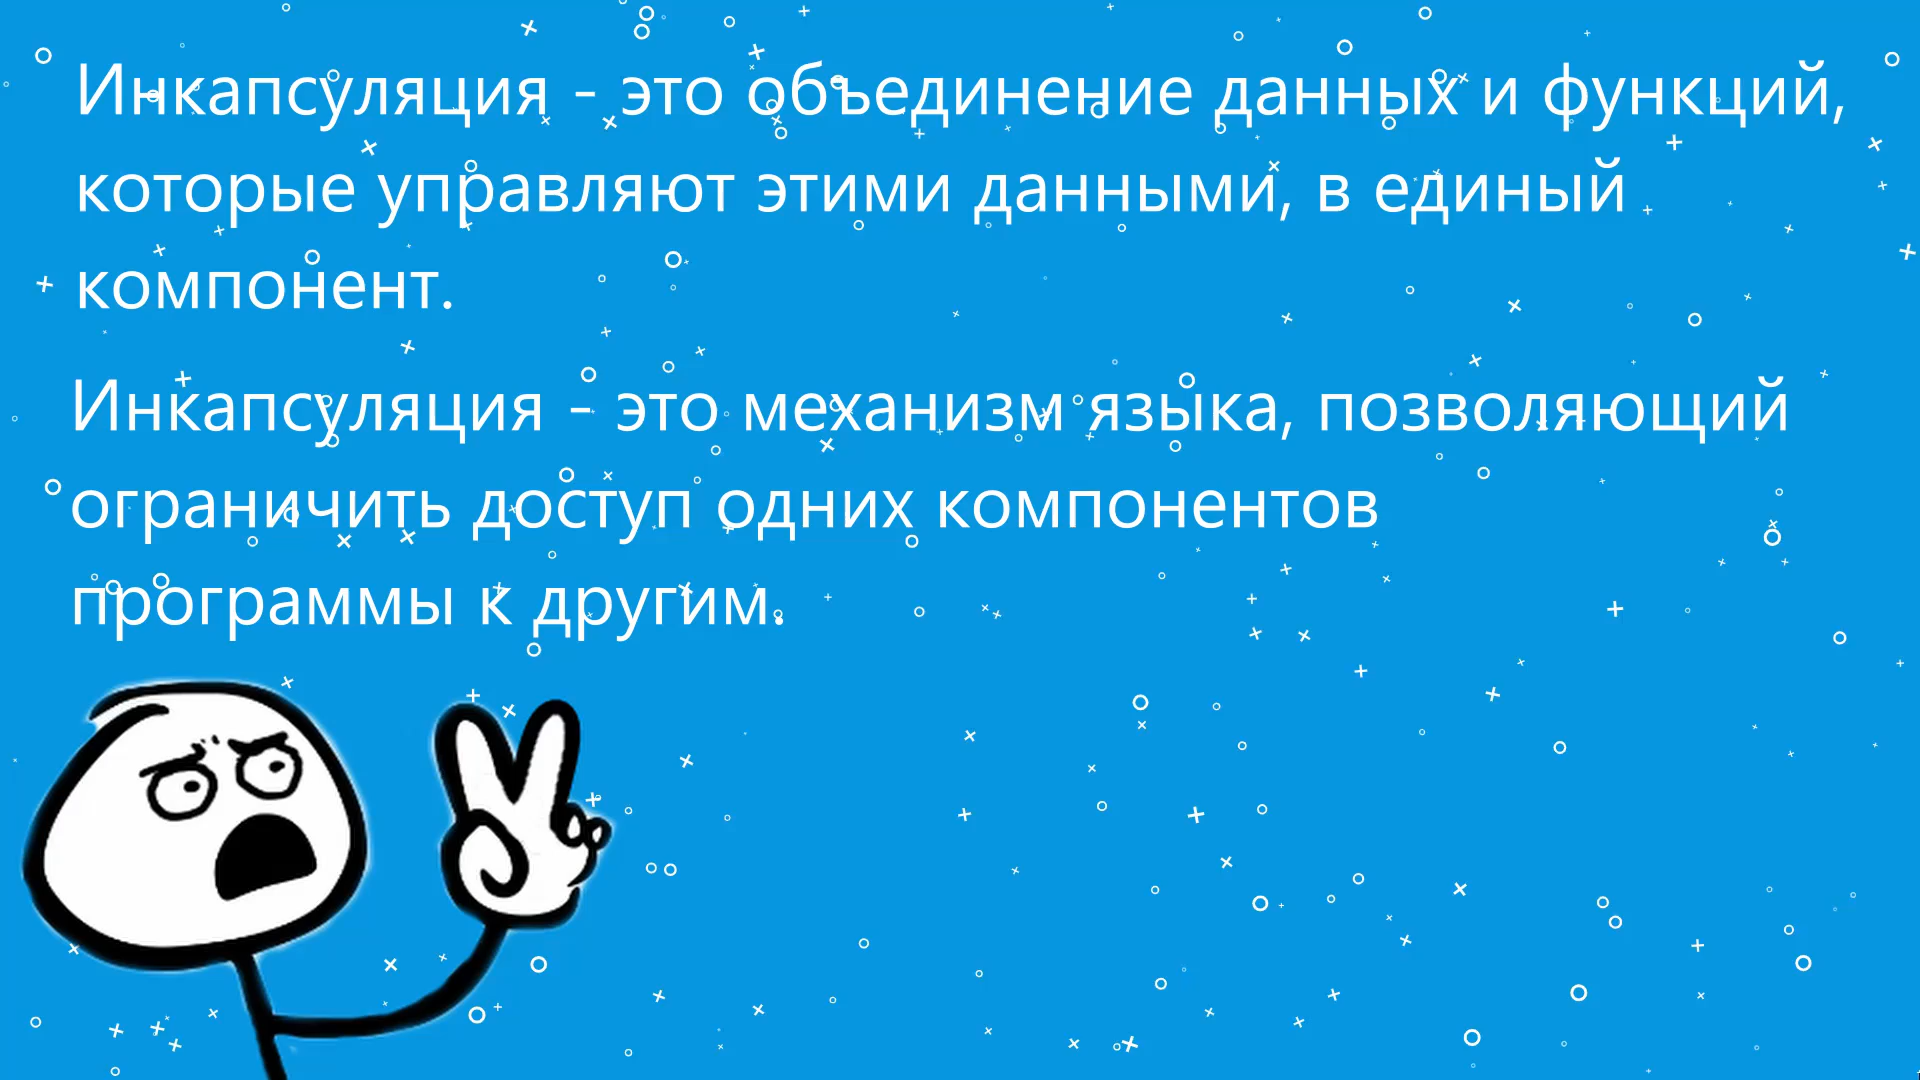 Инкапсуляция - это объединение данных и функций,
которые управляют этими данными, в единый
компонент.
Инкапсуляция - это механизм языка, позволяющий
ограничить доступ одних компонентов
программы к другим.